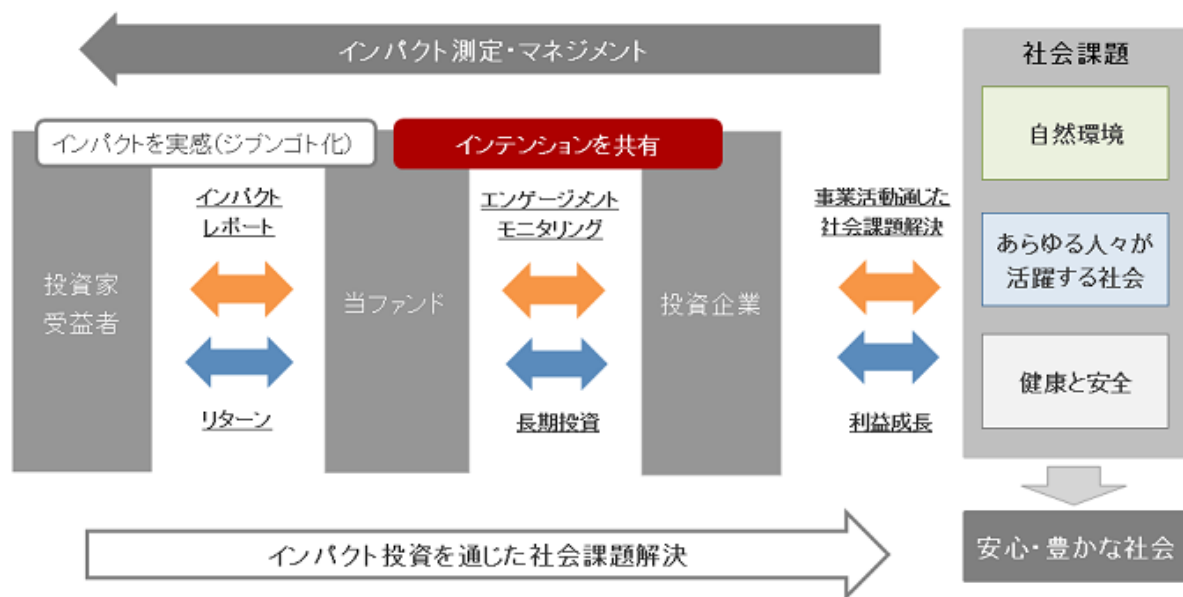 インパクト測定・マネジメント
社会課題
自然環境
あらゆる人々が
活躍する社会
健康と安全
インパクトを実感(ジブンゴト化)
インテンションを共有
投資家
受益者
インパクト
レポート
リターン
当ファンド
エンゲージメント
モニタリング
長期投資
投資企業
事業活動通じた
社会課題解決
利益成長
インパクト投資を通じた社会課題解決
安心・豊かな社会